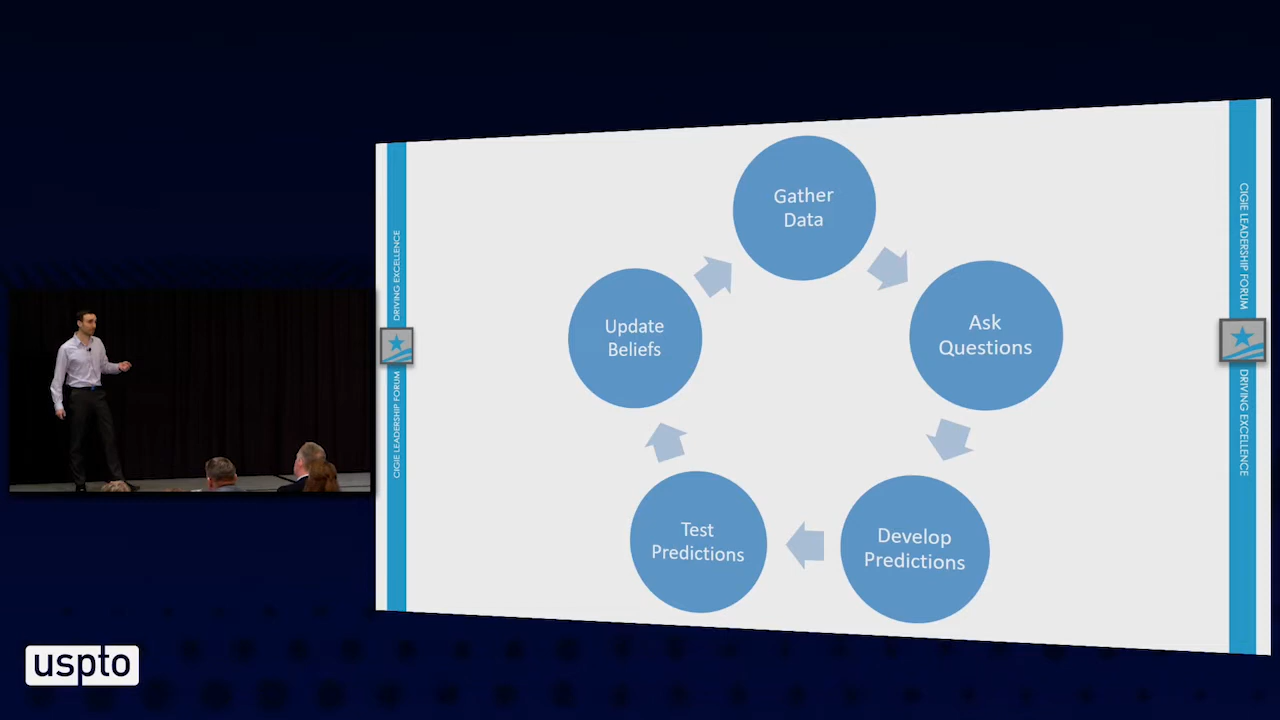 Gather
Data
Ask
Questions
Develop
Predictions
Test
Predictions
Update
Beliefs
CIGIE LEADERSHIP FORUM
DRIVING EXCELLENCE
CIGIE LEADERSHIP FORUM
DRIVING EXCELLENCE
uspto